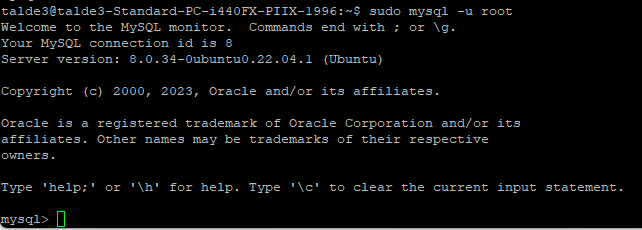 talde3@talde3-Standard-PC-i440FX-PIIX-1996:~$ sudo mysql -u root
Welcome to the MySQL monitor.  Commands end with ; or \g.
Your MySQL connection id is 8
Server version: 8.0.34-0ubuntu0.22.04.1 (Ubuntu)

Copyright (c) 2000, 2023, Oracle and/or its affiliates.

Oracle is a registered trademark of Oracle Corporation and/or its
affiliates. Other names may be trademarks of their respective
owners.

Type 'help;' or '\h' for help. Type '\c' to clear the current input statement.

mysql>